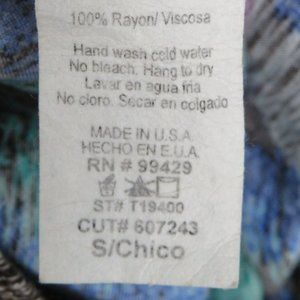 100% Rayon/ Viscosa
Hand wash cold water
No bleach. Hang to dry
Lavar en agua fria
No cloro. Secar en colgado
MADE IN U.S.A.
HECHO EN E.U.A.
RN # 99429
ST# T19400
CUT# 607243
S/Chico